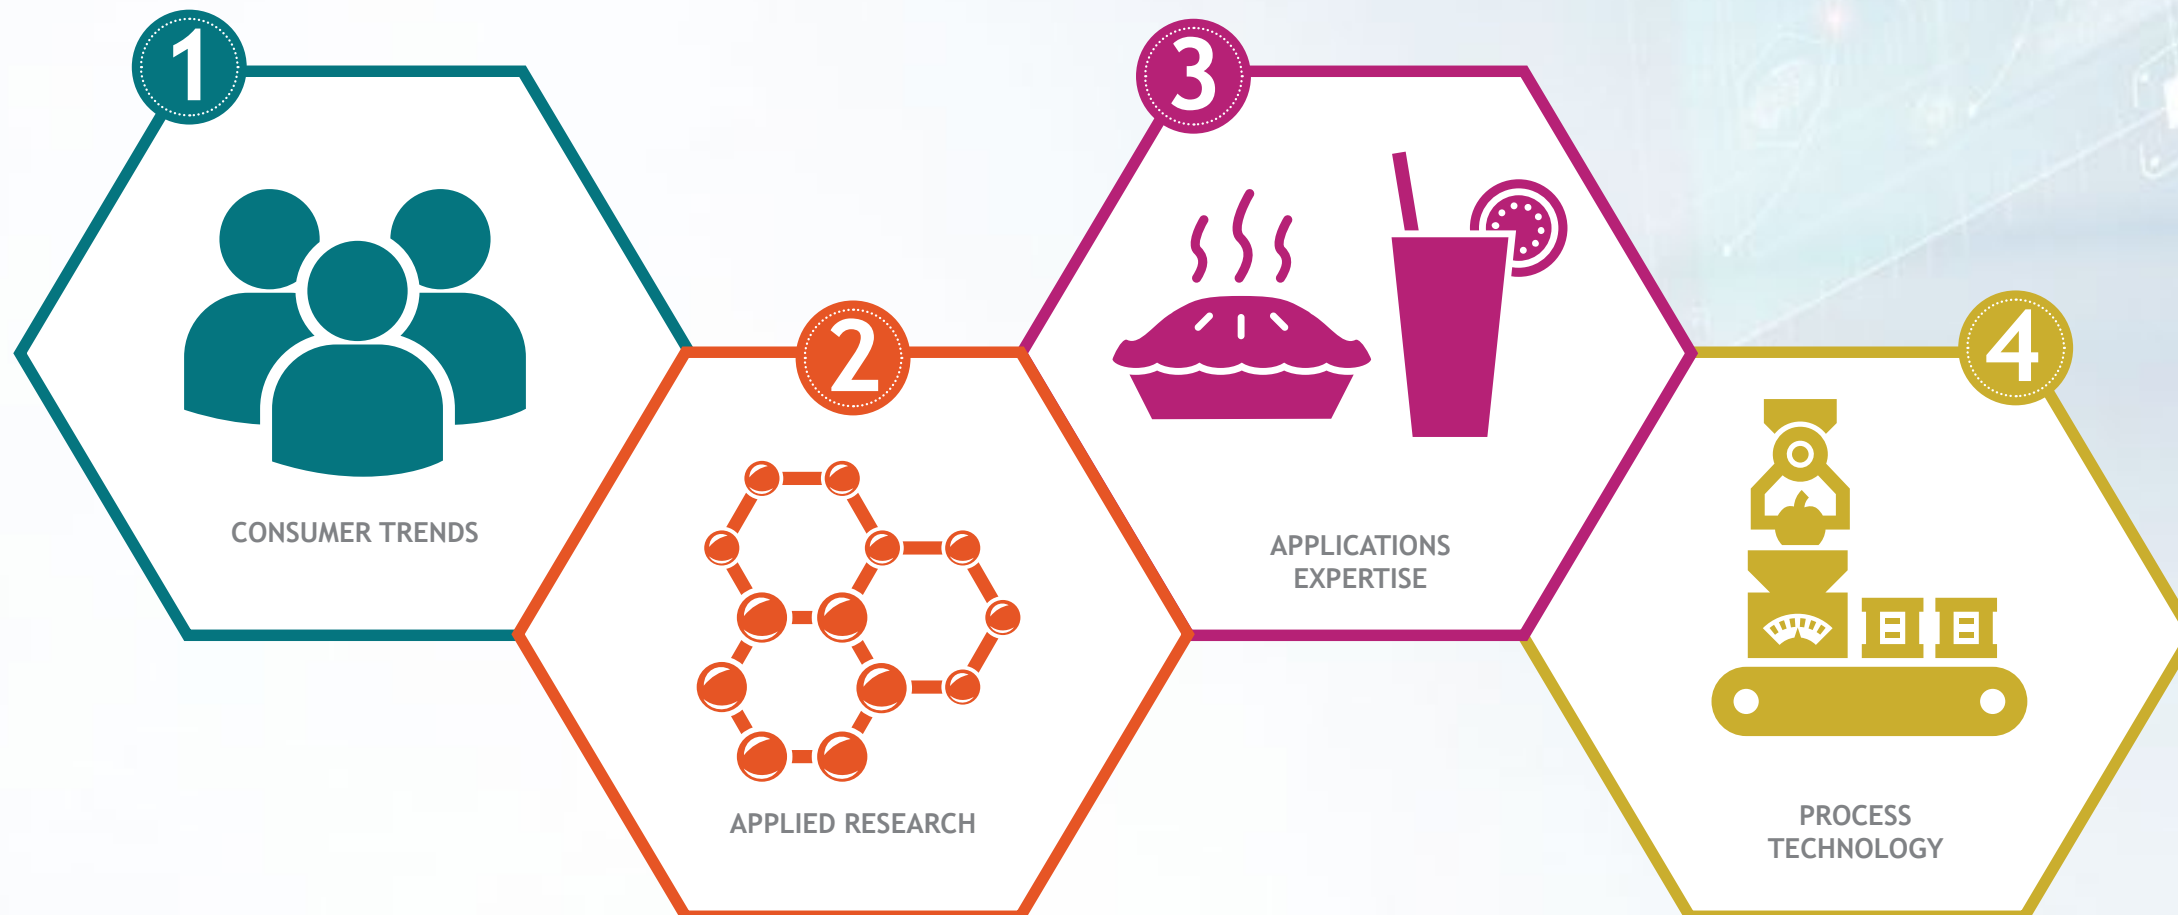 1
CONSUMER TRENDS
2
APPLIED RESEARCH
3
APPLICATIONS
EXPERTISE
4
PROCESS
TECHNOLOGY